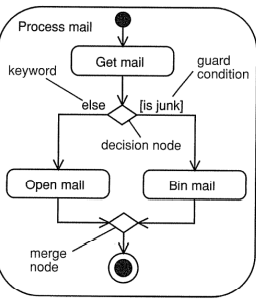 Process mail
Get mail
keyword
guard
condition
else
[is junk]
decision node
Open mail
Bin mail
merge
node